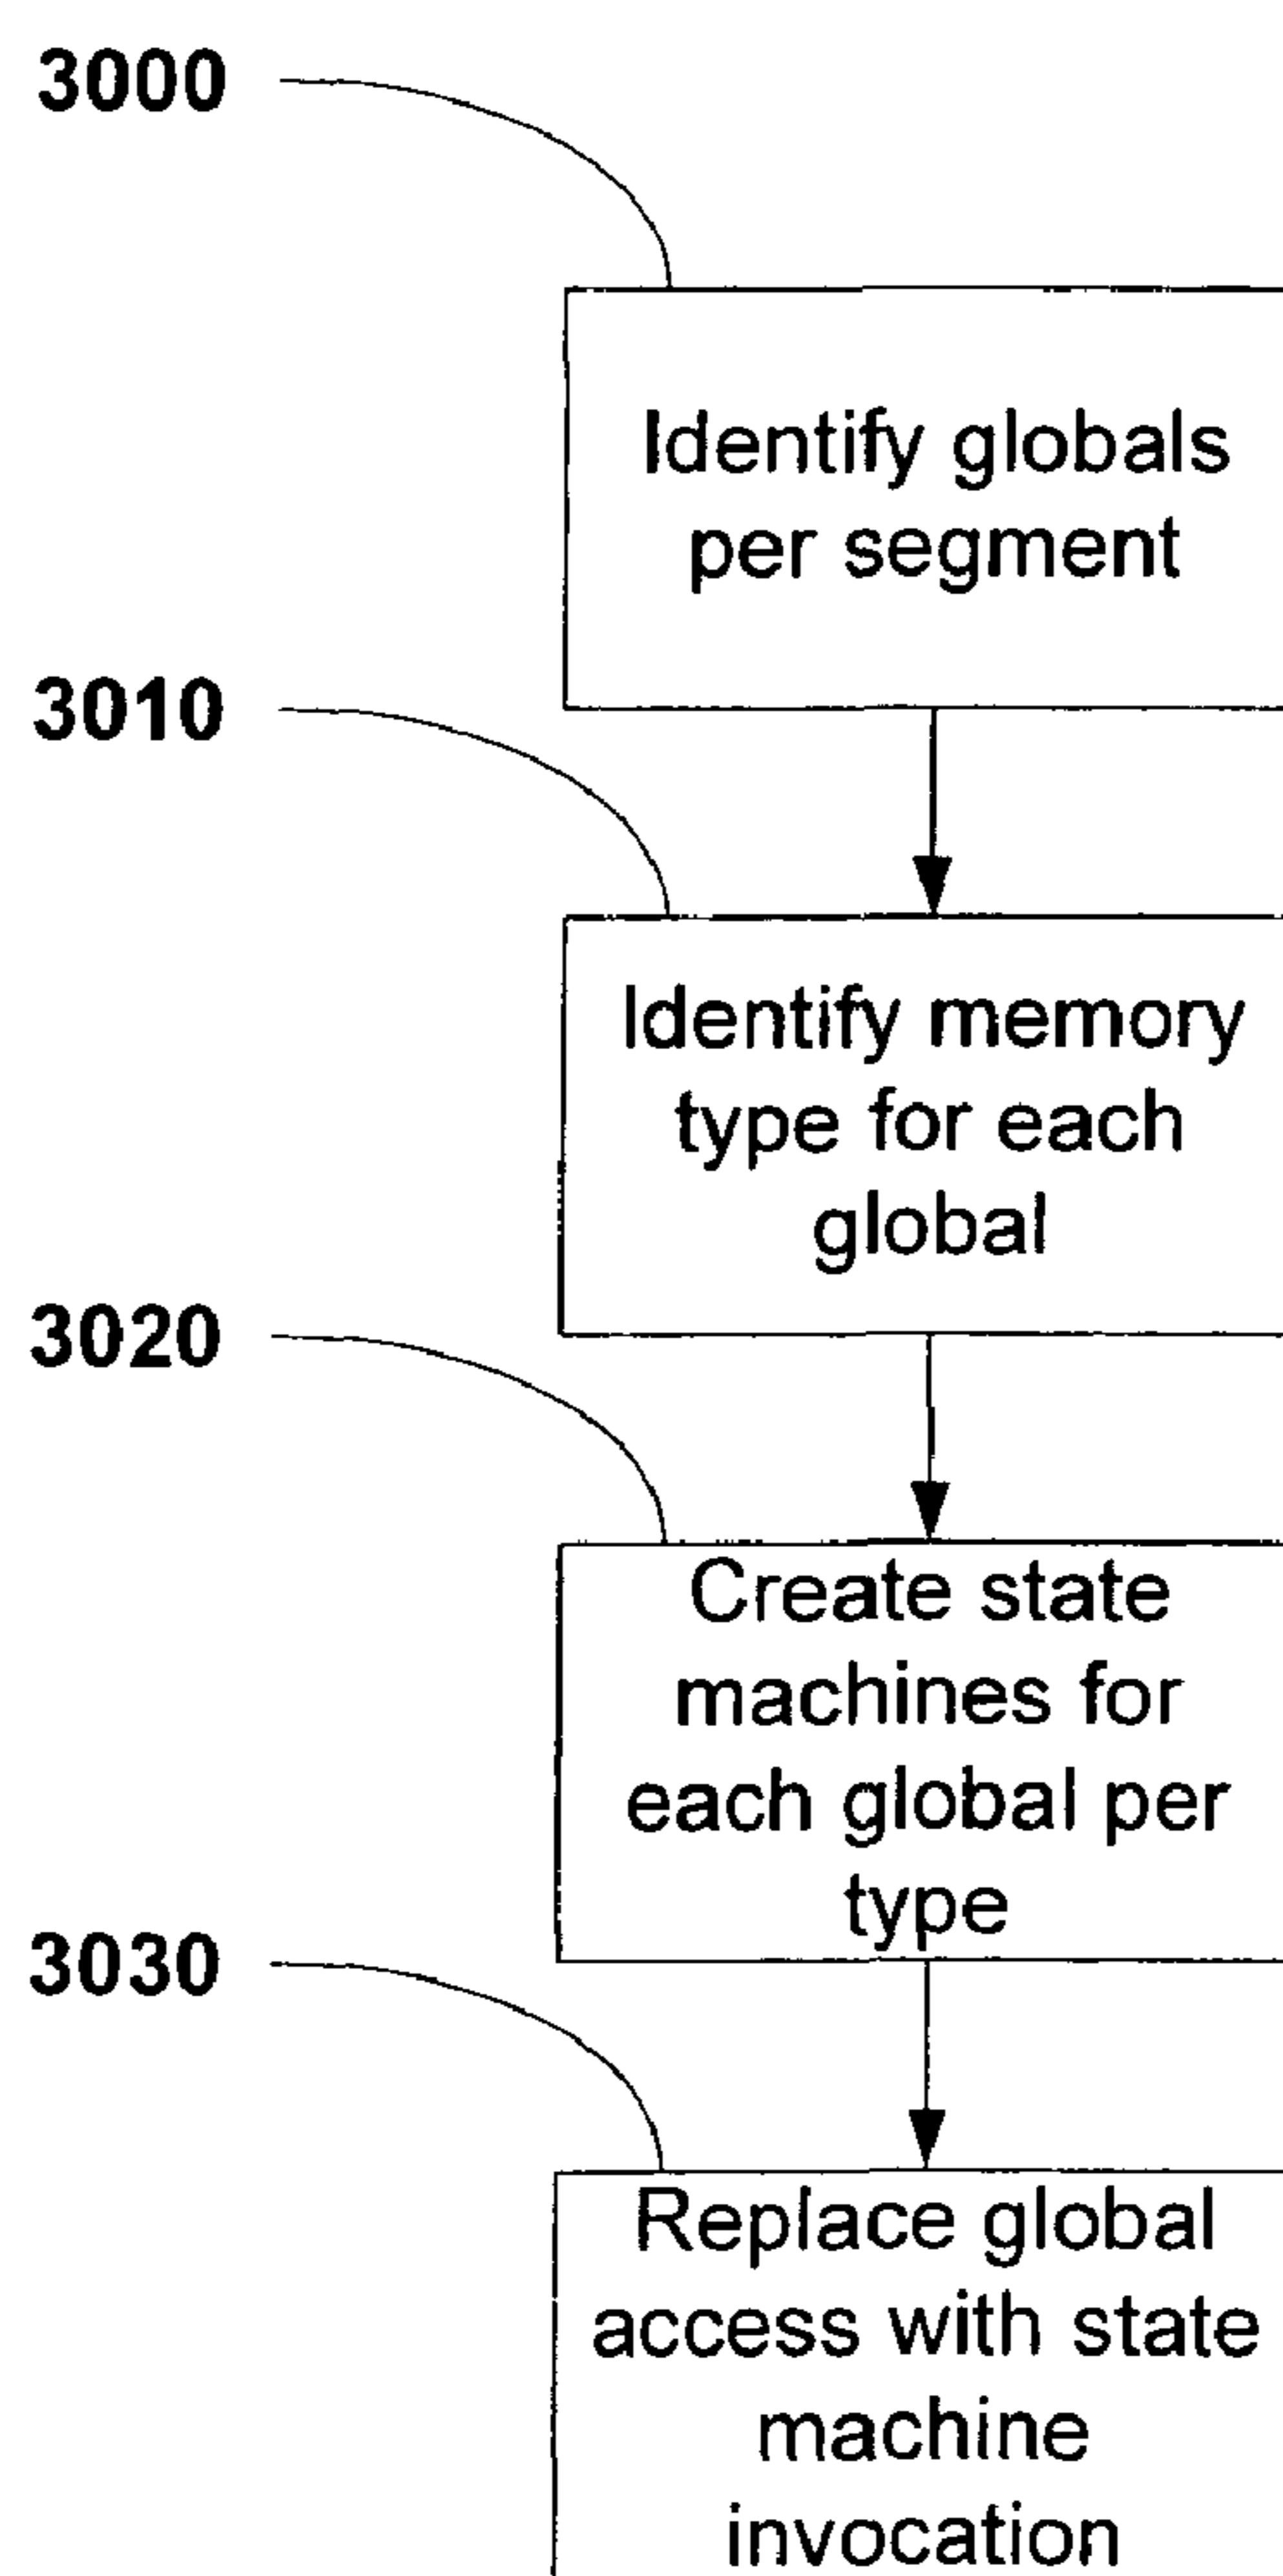 3000
Identify globals
per segment
3010
Identify memory
type for each
global
3020
Create state
machines for
each global per
type
3030
Replace global
access with state
machine
invocation